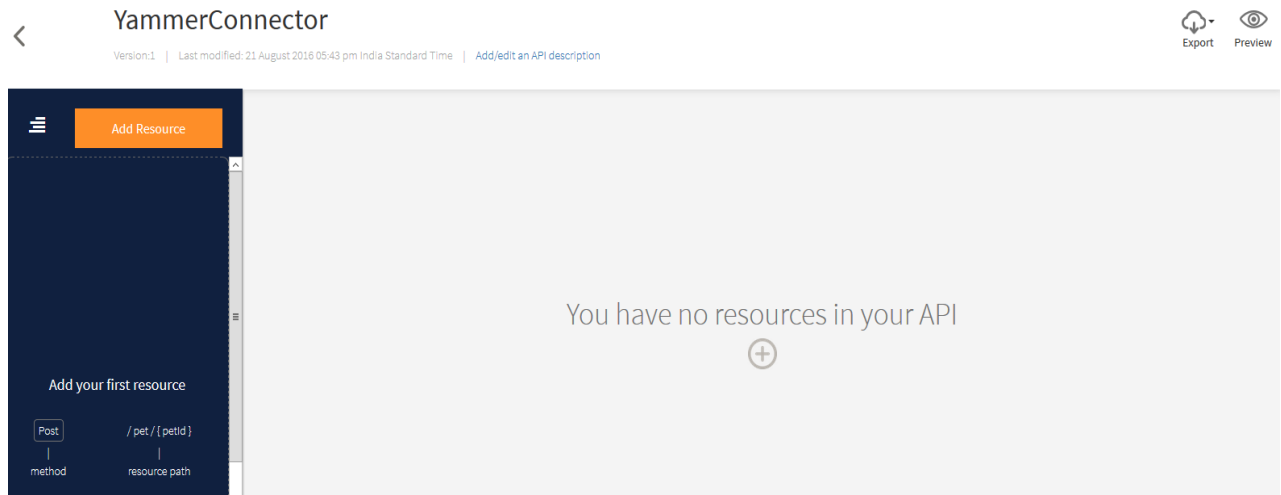 YammerConnector
Version:1 | Last modified: 21 August 2016 05:43 pm India Standard Time | Add/edit an API description
Export Preview
Add Resource
You have no resources in your API
Add your first resource
Post / pet / { petId }
method resource path